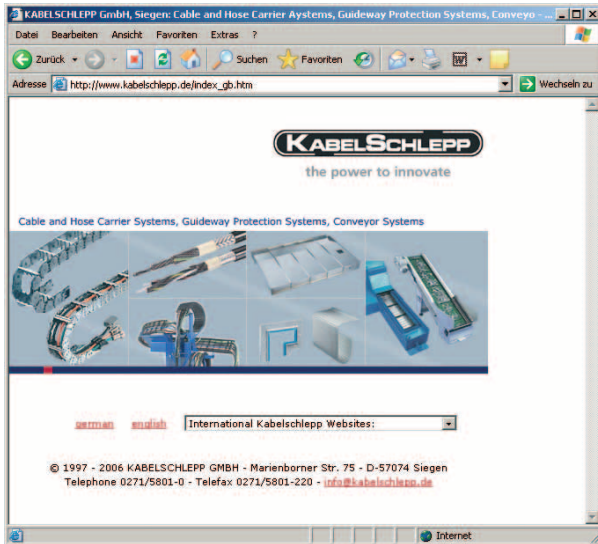 KABELSCHLEPP GmbH, Siegen: Cable and Hose Carrier Aystems, Guideway Protection Systems, Conveyo - ...
Datei Bearbeiten Ansicht Favoriten Extras ?
Zurück Suchen Favoriten
Adresse http://www.kabelschlepp.de/index_gb.htm Wechseln zu
KABELSCHLEPP
the power to innovate
Cable and Hose Carrier Systems, Guideway Protection Systems, Conveyor Systems
german english International Kabelschlepp Websites:
© 1997 - 2006 KABELSCHLEPP GMBH - Marienborner Str. 75 - D-57074 Siegen
Telephone 0271/5801-0 - Telefax 0271/5801-220 - info@kabelschlepp.de
Internet